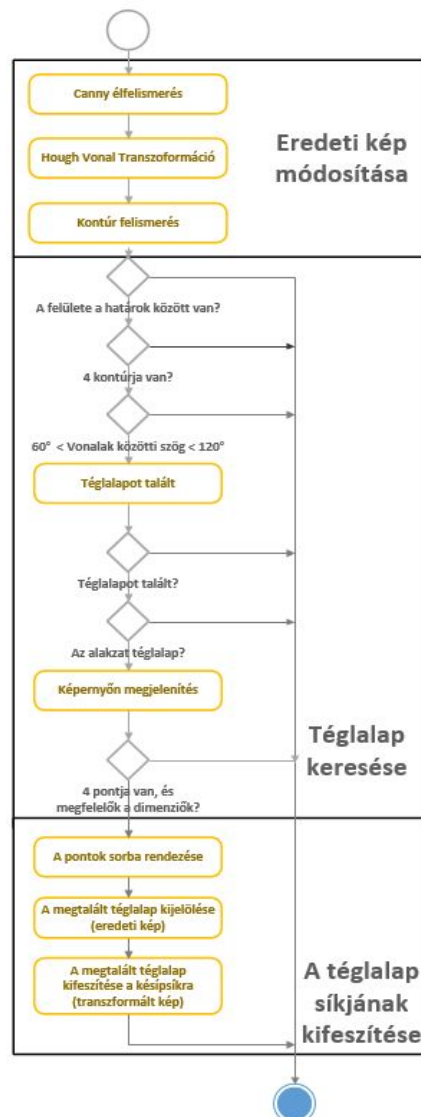 Canny élfelismerés
Hough Vonal Transzoformáció
Kontúr felismerés
Eredeti kép
módosítása
A felülete a határok között van?
4 kontúrja van?
60° < Vonalak közötti szög < 120°
Téglalapot talált
Téglalapot talált?
Az alakzat téglalap?
Képernyőn megjelenítés
4 pontja van, és
megfelelők a dimenziók?
Téglalap
keresése
A pontok sorba rendezése
A megtalált téglalap kijelölése
(eredeti kép)
A megtalált téglalap
kifeszítése a késípsíkra
(transzformált kép)
A téglalap
síkjának
kifeszítése